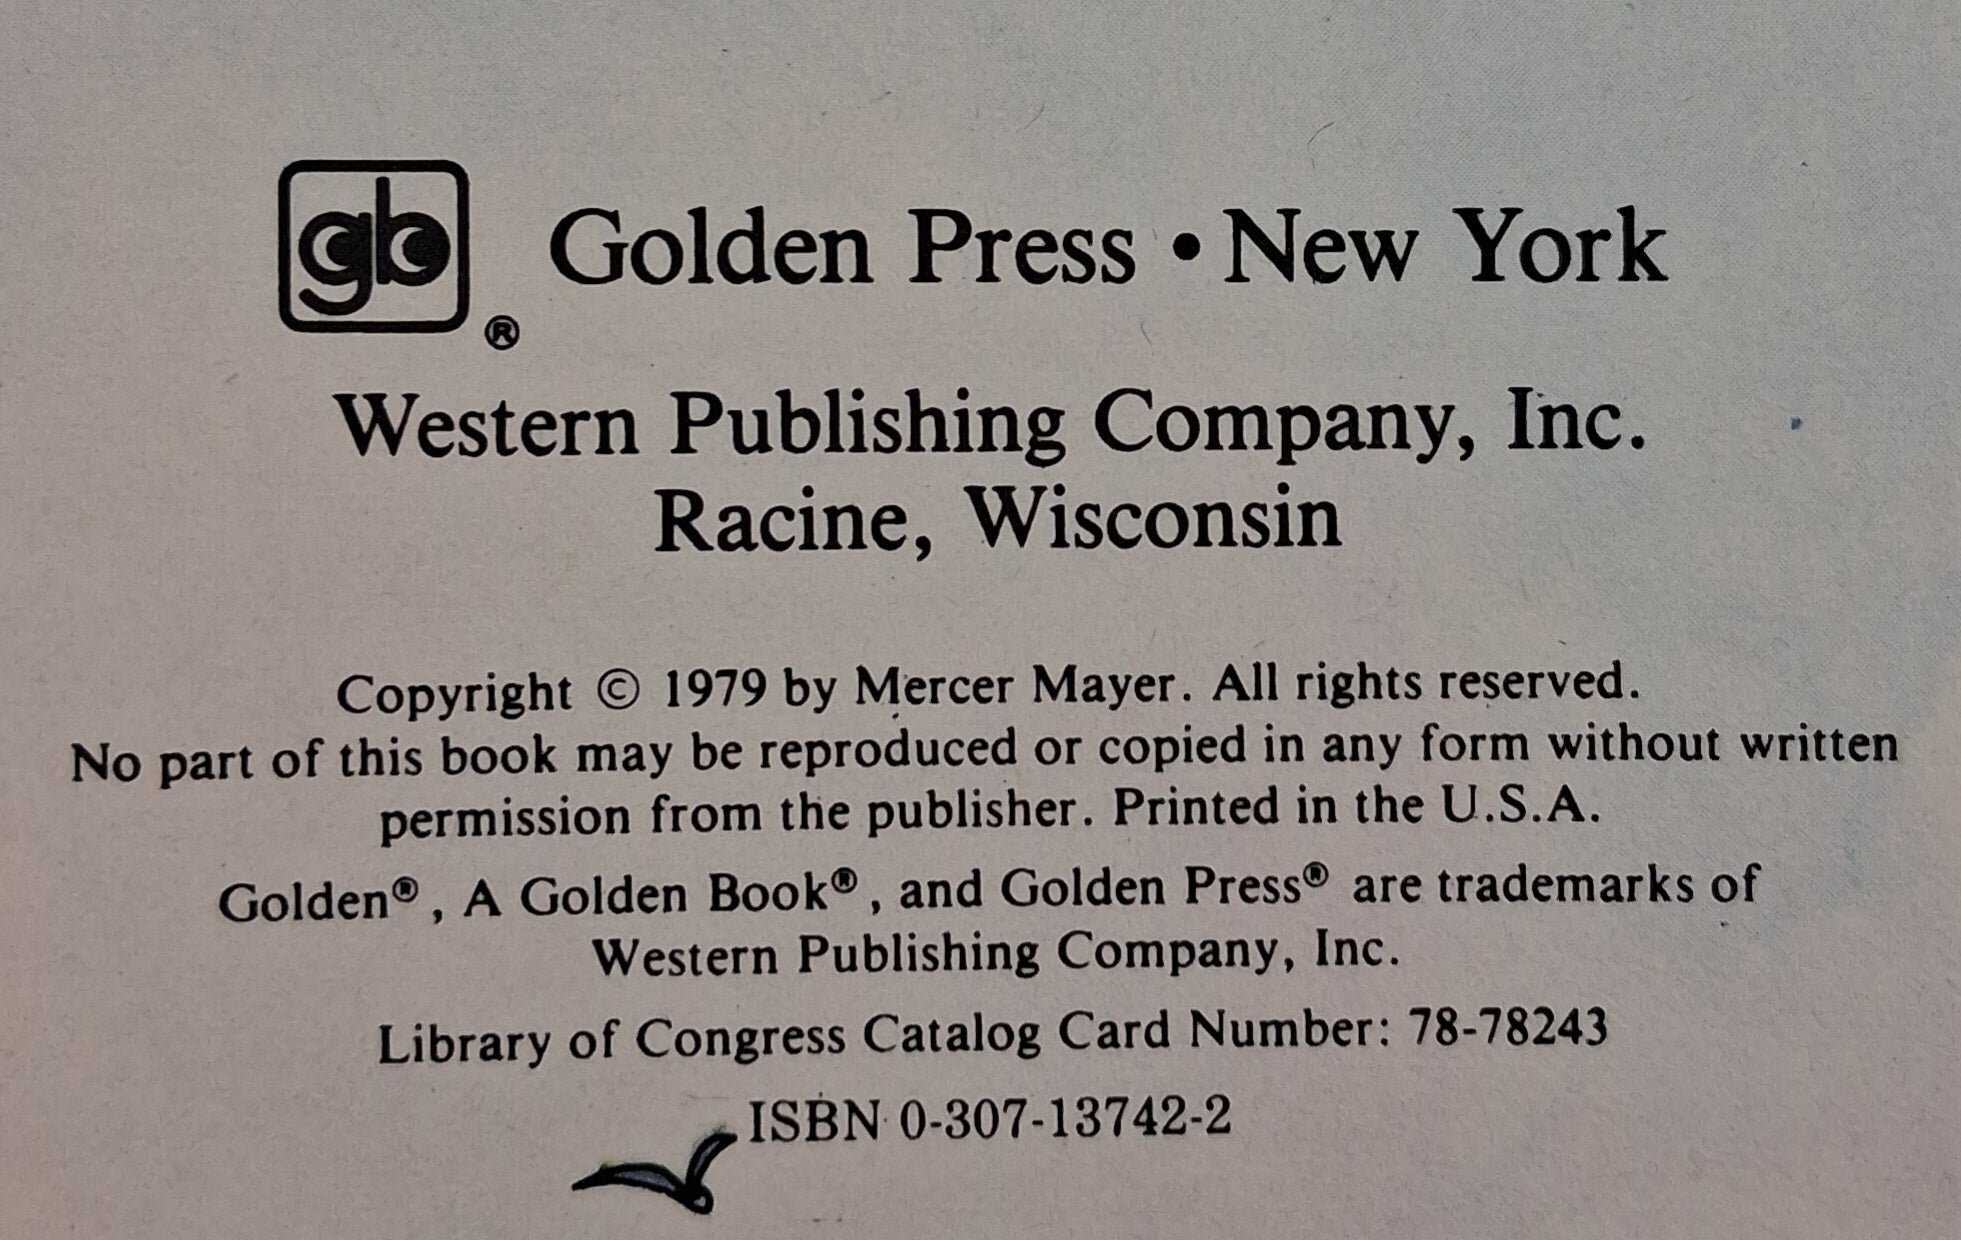 gb ® Golden Press • New York
Western Publishing Company, Inc.
Racine, Wisconsin
Copyright © 1979 by Mercer Mayer. All rights reserved.
No part of this book may be reproduced or copied in any form without written
permission from the publisher. Printed in the U.S.A.
Golden®, A Golden Book®, and Golden Press® are trademarks of
Western Publishing Company, Inc.
Library of Congress Catalog Card Number: 78-78243
ISBN 0-307-13742-2